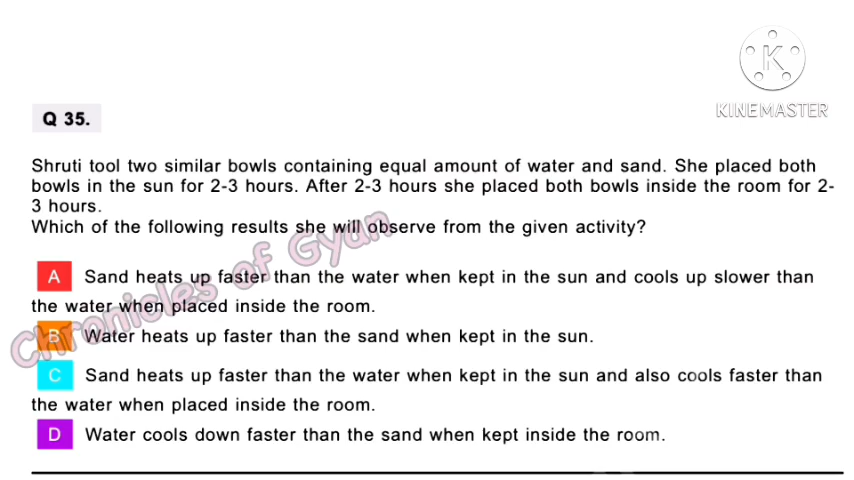 K
KINEMASTER
Q 35.
Shruti tool two similar bowls containing equal amount of water and sand. She placed both
bowls in the sun for 2-3 hours. After 2-3 hours she placed both bowls inside the room for 2-
3 hours.
Which of the following results she will observe from the given activity?
A Sand heats up faster than the water when kept in the sun and cools up slower than
the water when placed inside the room.
B Water heats up faster than the sand when kept in the sun.
C Sand heats up faster than the water when kept in the sun and also cools faster than
the water when placed inside the room.
D Water cools down faster than the sand when kept inside the room.
Chronicles of Gyan